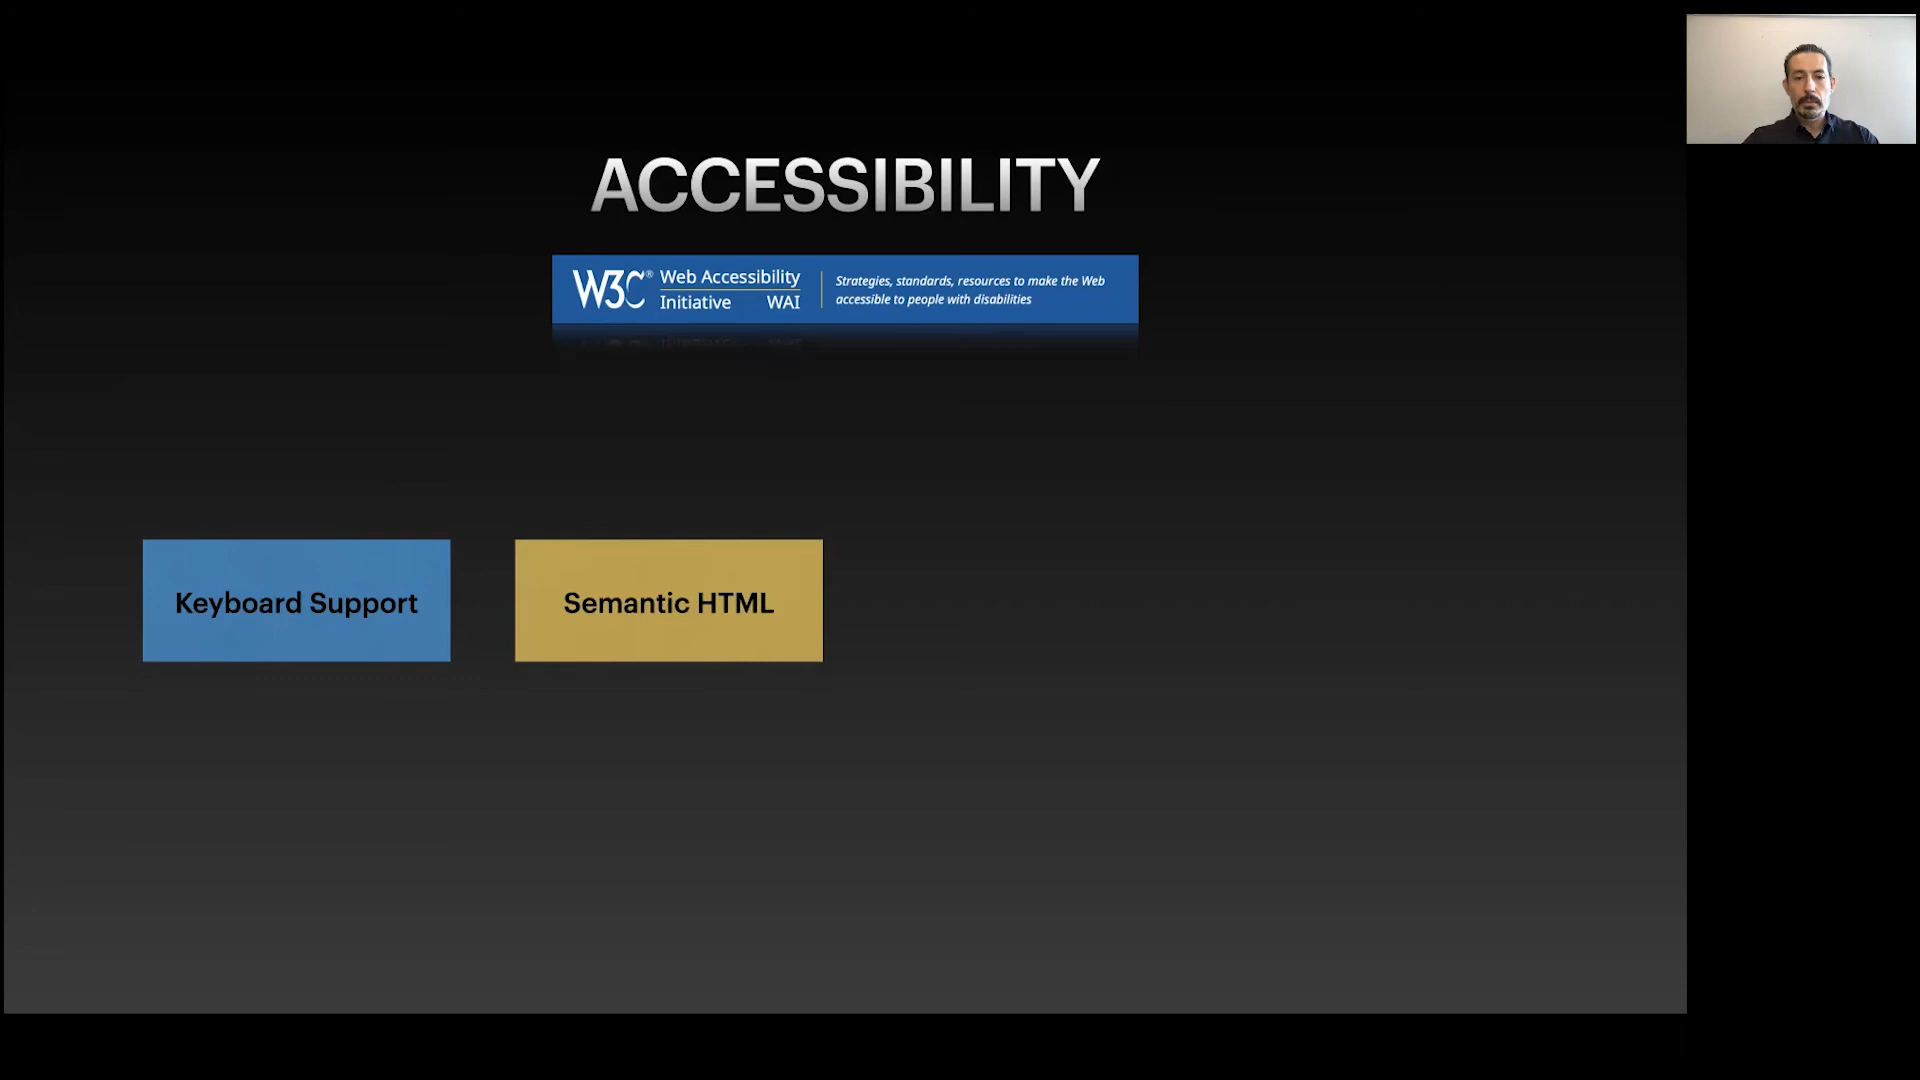 ACCESSIBILITY
W3C® Web Accessibility Initiative WAI
Strategies, standards, resources to make the Web
accessible to people with disabilities
Keyboard Support
Semantic HTML